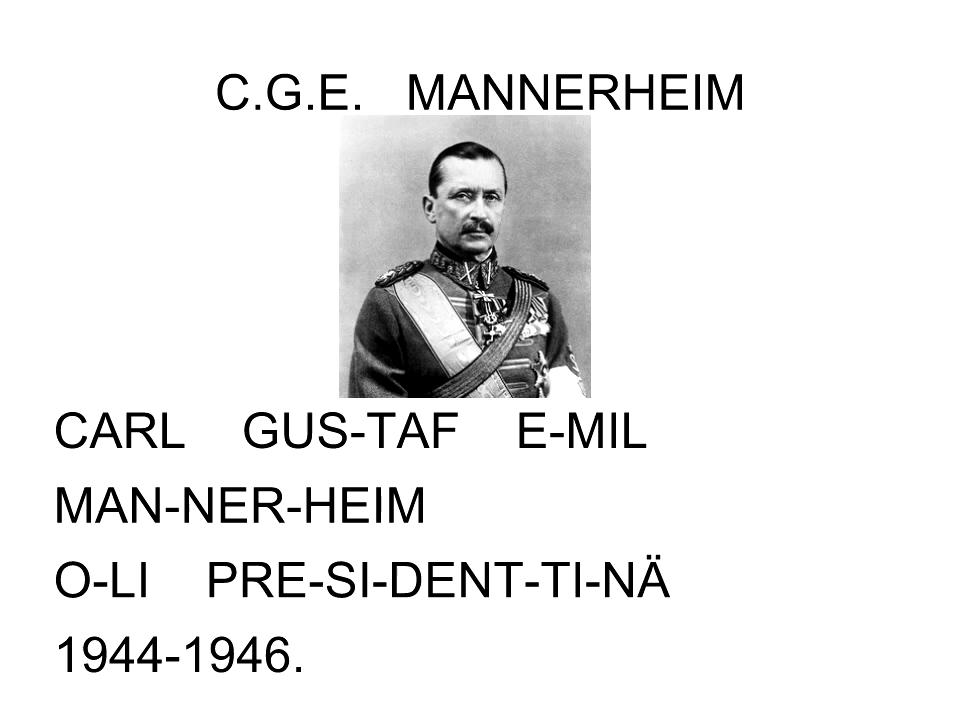 C.G.E. MANNERHEIM
CARL GUS-TAF E-MIL
MAN-NER-HEIM
O-LI PRE-SI-DENT-TI-NÄ
1944-1946.